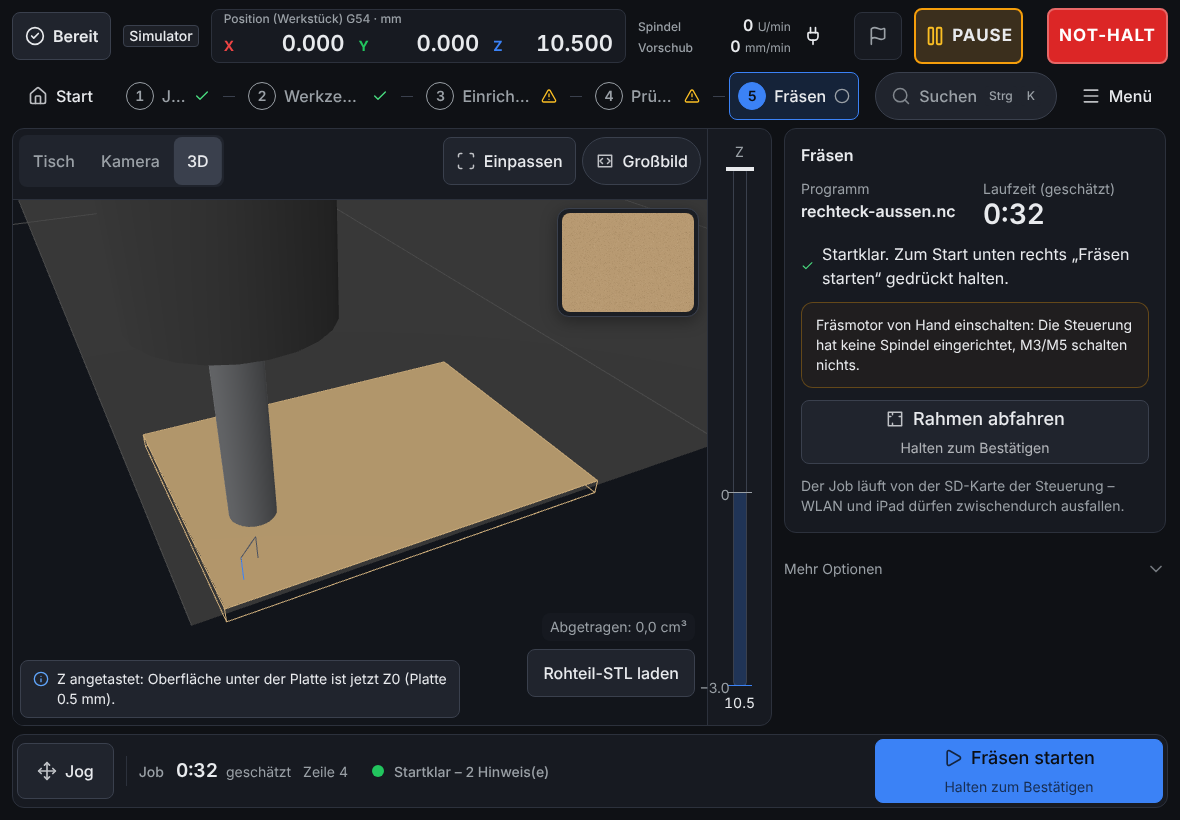 Bereit
Simulator
Position (Werkstück) G54 · mm
X 0.000 Y 0.000 Z 10.500
Spindel 0 U/min
Vorschub 0 mm/min
PAUSE
NOT-HALT
Start
1 J...
2 Werkze...
3 Einrich...
4 Prü...
5 Fräsen
Suchen Strg K
Menü
Tisch Kamera 3D
Einpassen
Großbild
Z
0
−3.0
10.5
Abgetragen: 0,0 cm³
Rohteil-STL laden
Z angetastet: Oberfläche unter der Platte ist jetzt Z0 (Platte
0.5 mm).
Fräsen
Programm
rechteck-aussen.nc
Laufzeit (geschätzt)
0:32
Startklar. Zum Start unten rechts „Fräsen
starten“ gedrückt halten.
Fräsmotor von Hand einschalten: Die Steuerung
hat keine Spindel eingerichtet, M3/M5 schalten
nichts.
Rahmen abfahren
Halten zum Bestätigen
Der Job läuft von der SD-Karte der Steuerung –
WLAN und iPad dürfen zwischendurch ausfallen.
Mehr Optionen
Jog
Job 0:32 geschätzt Zeile 4
Startklar – 2 Hinweis(e)
Fräsen starten
Halten zum Bestätigen